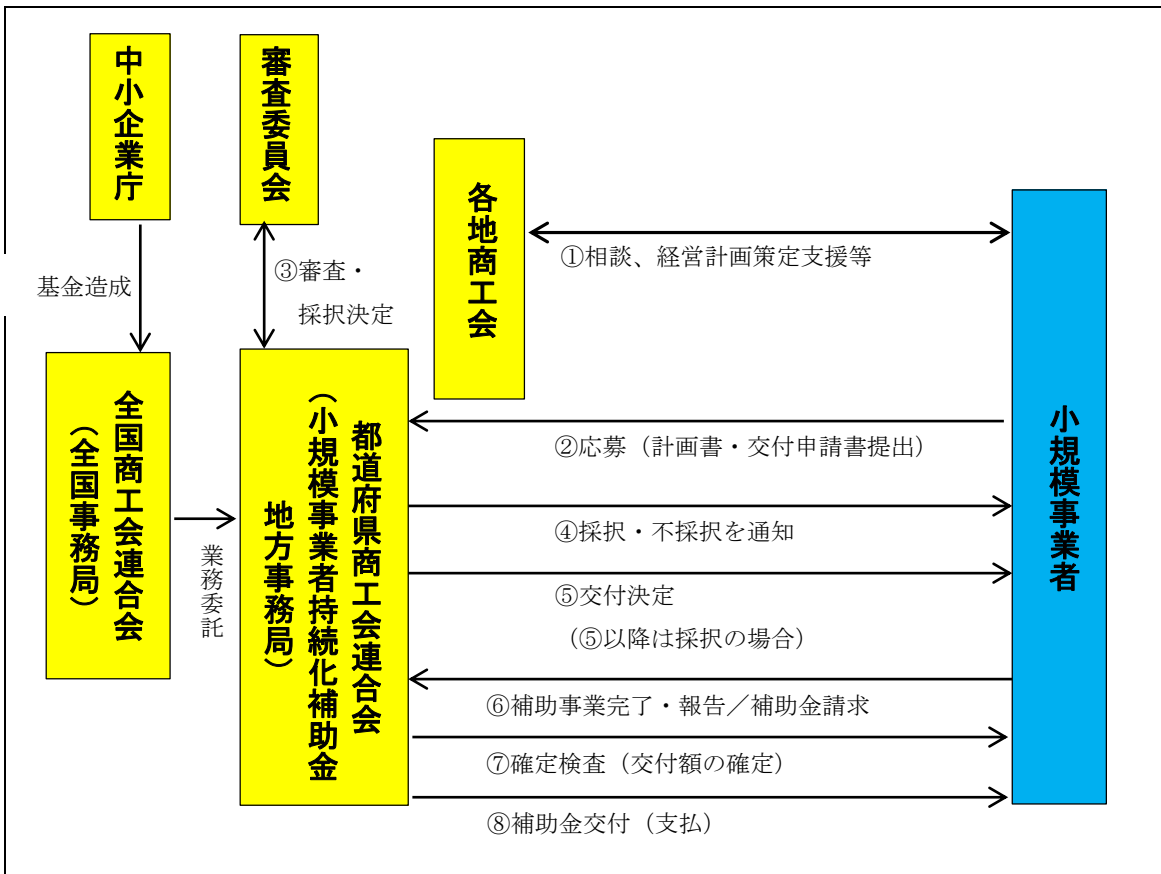 中小企業庁
審査委員会
各地商工会
小規模事業者
①相談、経営計画策定支援等
基金造成
③審査・
採択決定
全国商工会連合会
（全国事務局）
業務委託
都道府県商工会連合会
（小規模事業者持続化補助金
地方事務局）
②応募（計画書・交付申請書提出）
④採択・不採択を通知
⑤交付決定
（⑤以降は採択の場合）
⑥補助事業完了・報告／補助金請求
⑦確定検査（交付額の確定）
⑧補助金交付（支払）